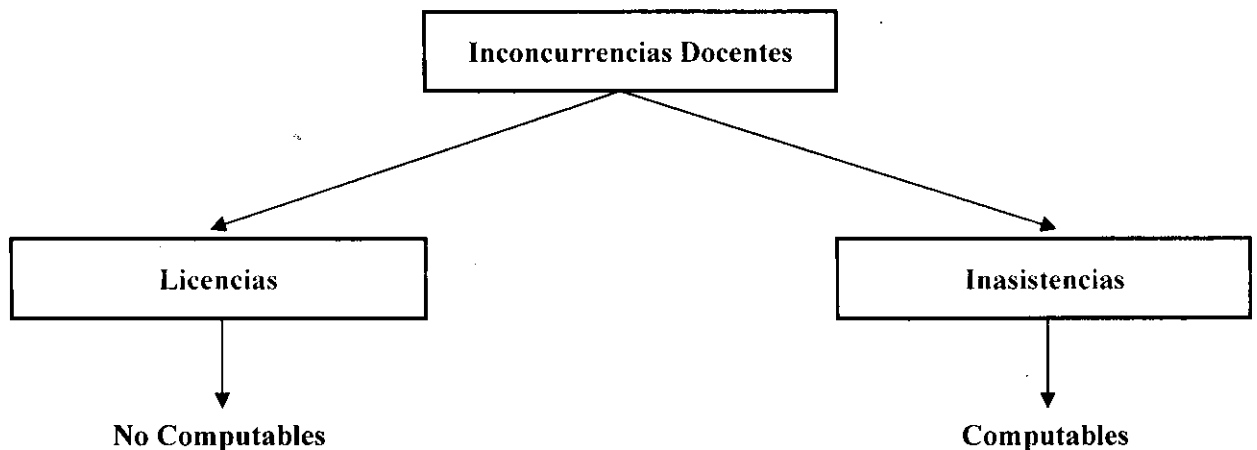 Inconcurrencias Docentes
Licencias
Inasistencias
No Computables
Computables